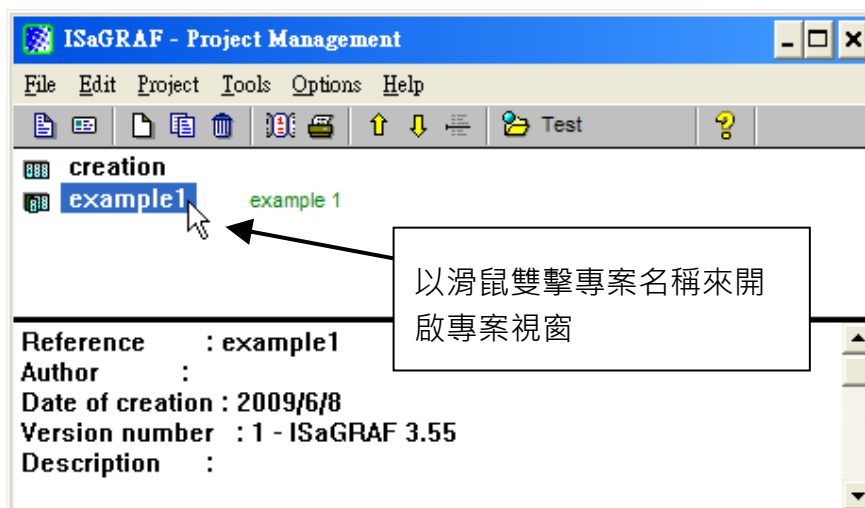 ISaGRAF - Project Management
File Edit Project Tools Options Help
Test
creation
example1 example 1
以滑鼠雙擊專案名稱來開
啟專案視窗
Reference : example1
Author :
Date of creation : 2009/6/8
Version number : 1 - ISaGRAF 3.55
Description :